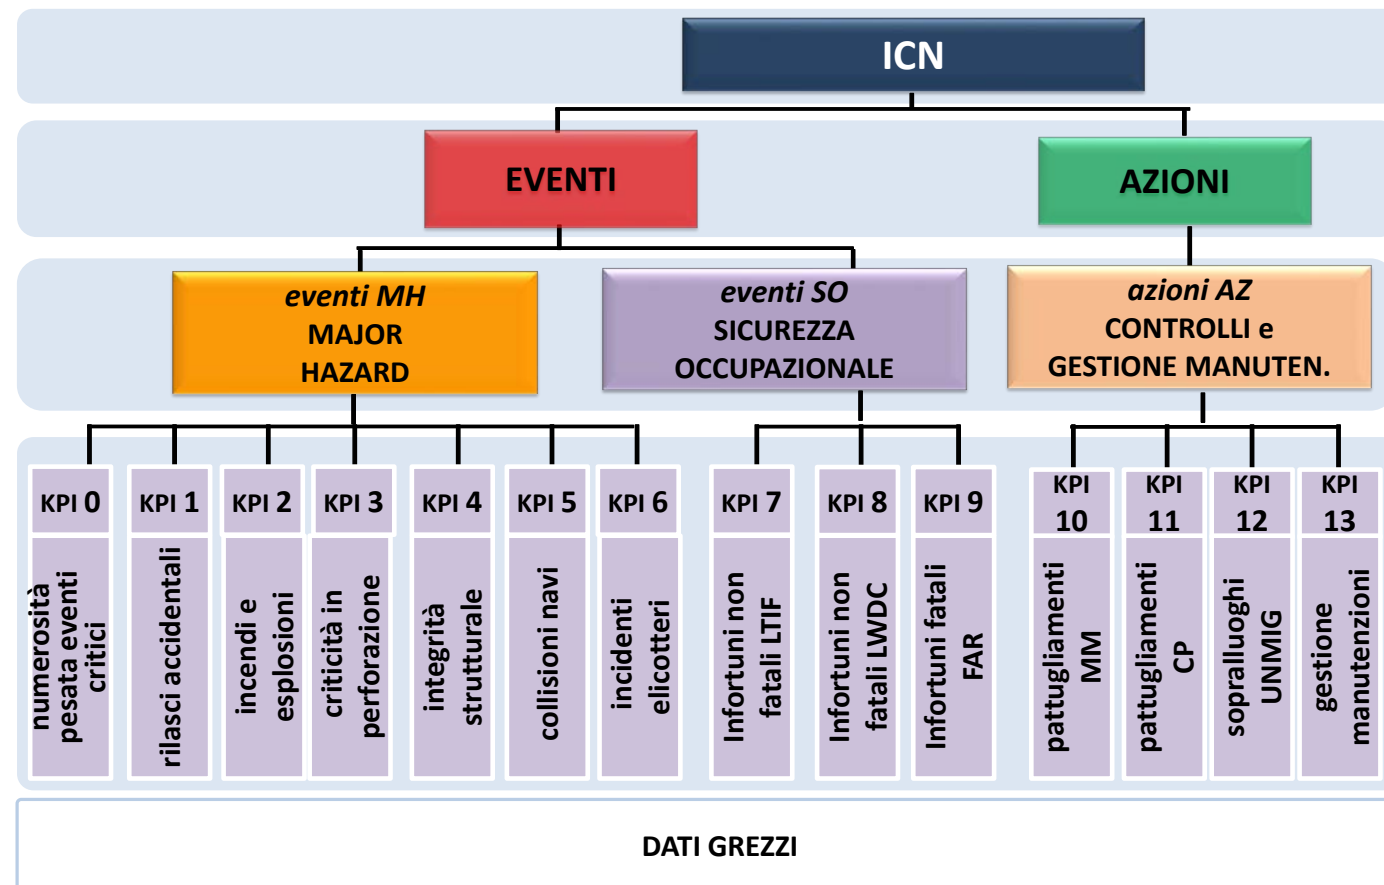 ICN
EVENTI
AZIONI
eventi MH
MAJOR
HAZARD
eventi SO
SICUREZZA
OCCUPAZIONALE
azioni AZ
CONTROLLI e
GESTIONE MANUTEN.
KPI 0
KPI 1
KPI 2
KPI 3
KPI 4
KPI 5
KPI 6
KPI 7
KPI 8
KPI 9
KPI
10
KPI
11
KPI
12
KPI
13
numerosità
pesata eventi
critici
rilasci accidentali
incendi e
esplosioni
criticità in
perforazione
integrità
strutturale
collisioni navi
incidenti
elicotteri
Infortuni non
fatali LTIF
Infortuni non
fatali LWDC
Infortuni fatali
FAR
pattugliamenti
MM
pattugliamenti
CP
sopralluoghi
UNMIG
gestione
manutenzioni
DATI GREZZI